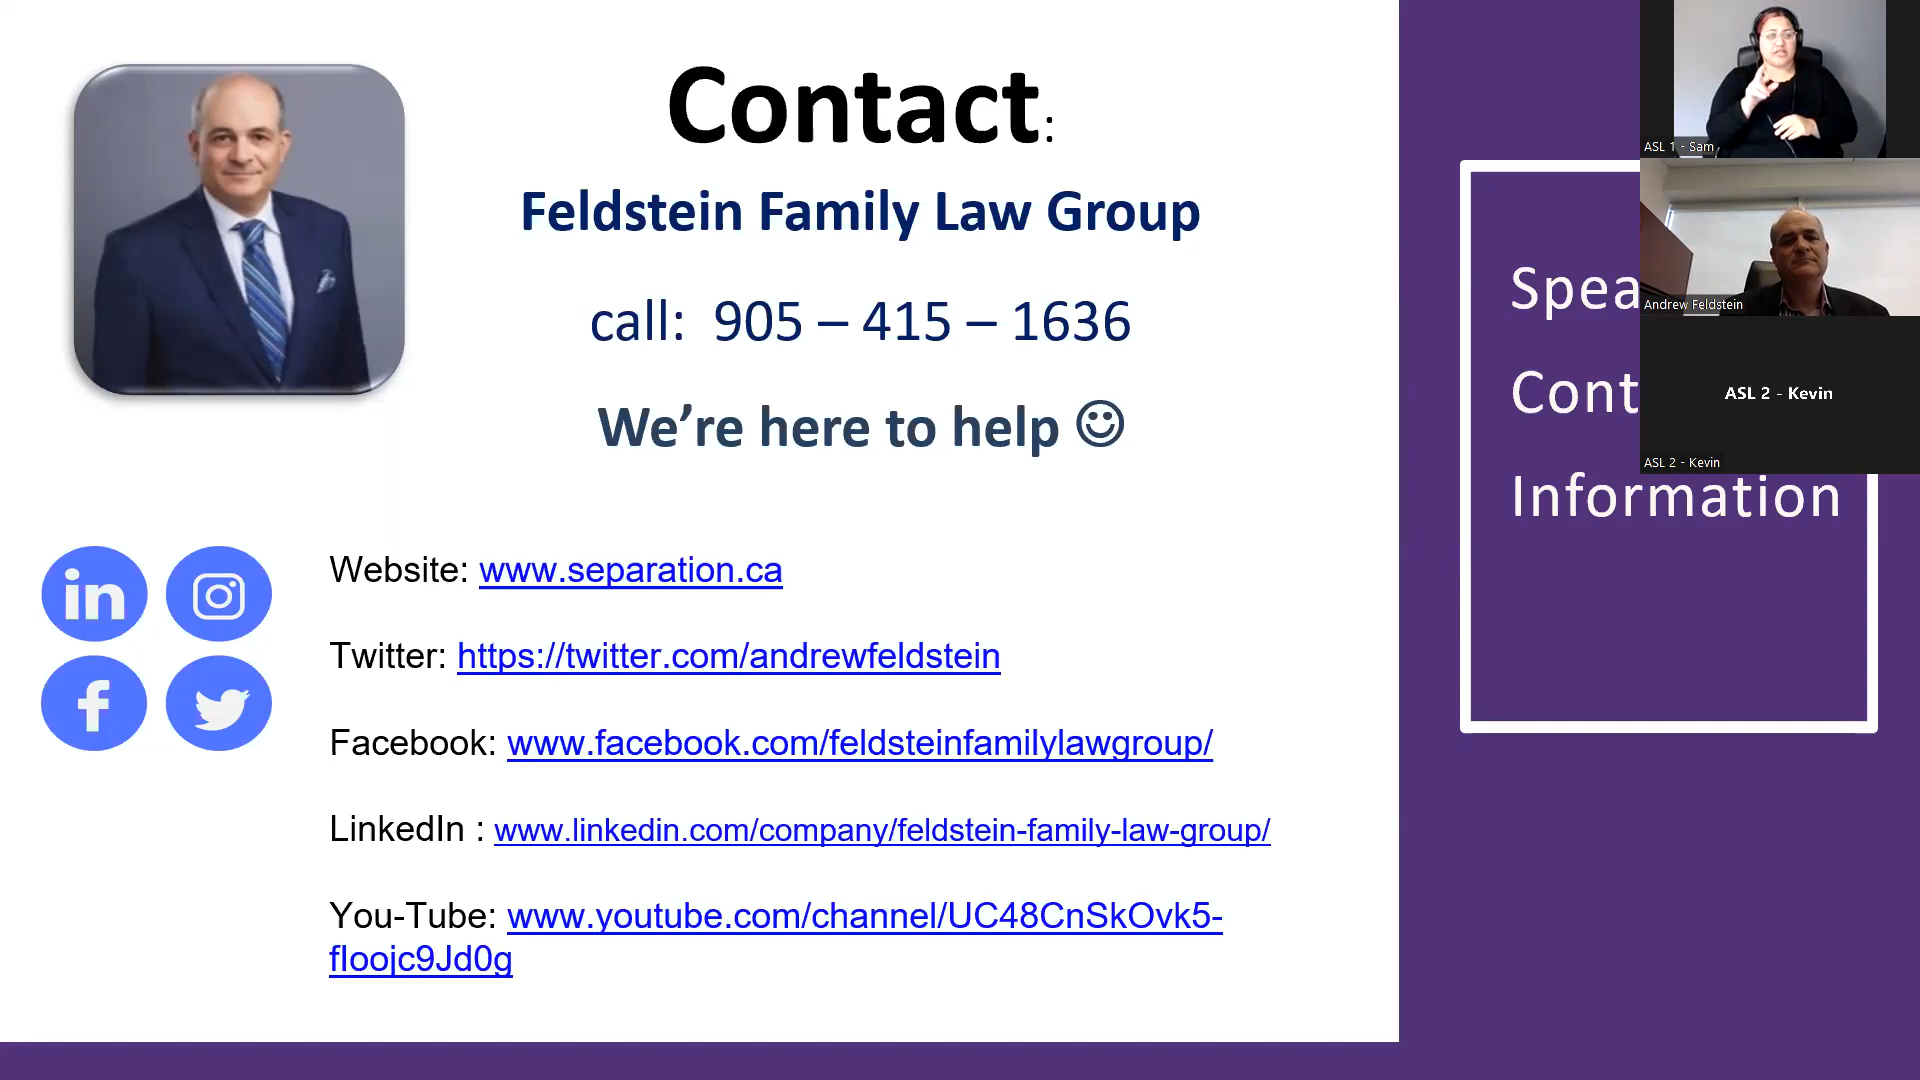 Contact:
Feldstein Family Law Group
call: 905 – 415 – 1636
We’re here to help ☺
in
f
Website: www.separation.ca
Twitter: https://twitter.com/andrewfeldstein
Facebook: www.facebook.com/feldsteinfamilylawgroup/
LinkedIn : www.linkedin.com/company/feldstein-family-law-group/
You-Tube: www.youtube.com/channel/UC48CnSkOvk5-
floojc9Jd0g
Information
ASL 1 - Sam
Andrew Feldstein
ASL 2 - Kevin
ASL 2 - Kevin